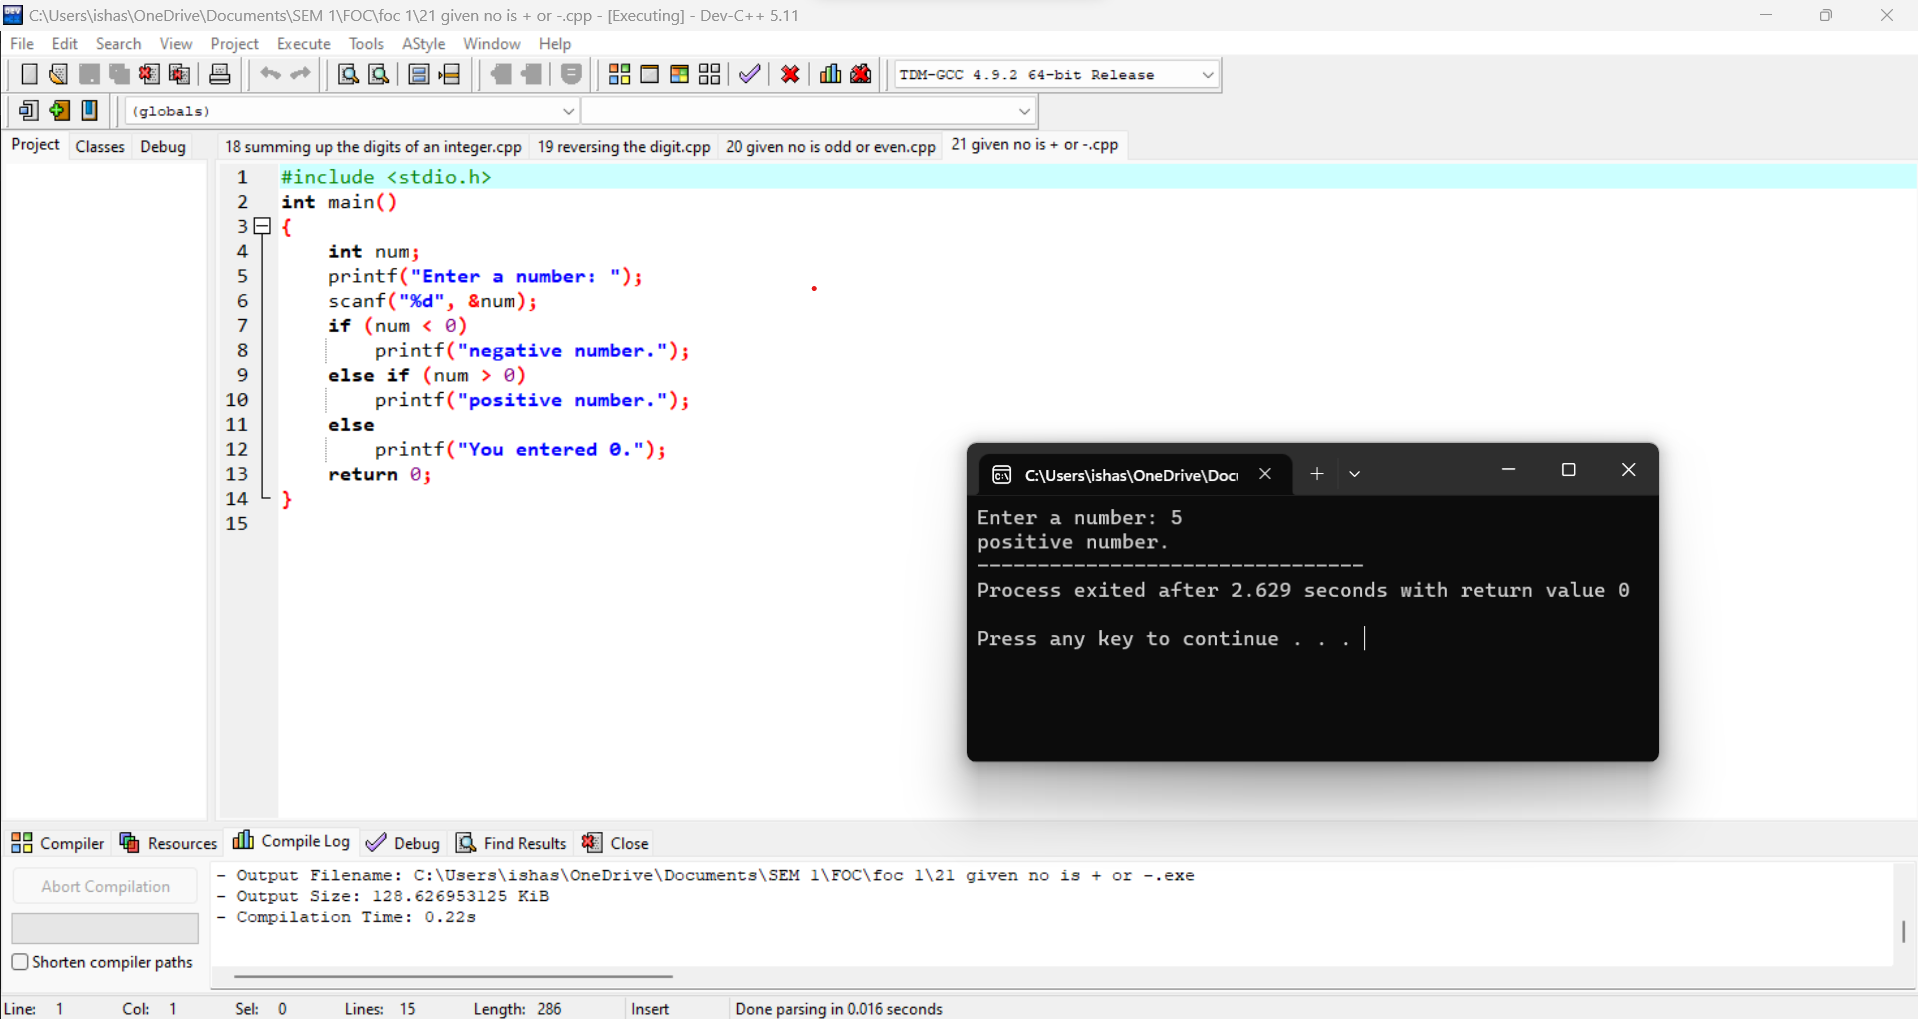 C:\Users\ishas\OneDrive\Documents\SEM 1\FOC\foc 1\21 given no is + or -.cpp - [Executing] - Dev-C++ 5.11
File Edit Search View Project Execute Tools AStyle Window Help
TDM-GCC 4.9.2 64-bit Release
(globals)
Project Classes Debug
18 summing up the digits of an integer.cpp 19 reversing the digit.cpp 20 given no is odd or even.cpp 21 given no is + or -.cpp
1 #include <stdio.h>
2 int main()
3 {
4 int num;
5 printf("Enter a number: ");
6 scanf("%d", &num);
7 if (num < 0)
8 printf("negative number.");
9 else if (num > 0)
10 printf("positive number.");
11 else
12 printf("You entered 0.");
13 return 0;
14 }
15
C:\Users\ishas\OneDrive\Doc
Enter a number: 5
positive number.
--------------------------------
Process exited after 2.629 seconds with return value 0
Press any key to continue . . .
Compiler Resources Compile Log Debug Find Results Close
Abort Compilation
Shorten compiler paths
- Output Filename: C:\Users\ishas\OneDrive\Documents\SEM 1\FOC\foc 1\21 given no is + or -.exe
- Output Size: 128.626953125 KiB
- Compilation Time: 0.22s
Line: 1 Col: 1 Sel: 0 Lines: 15 Length: 286 Insert Done parsing in 0.016 seconds